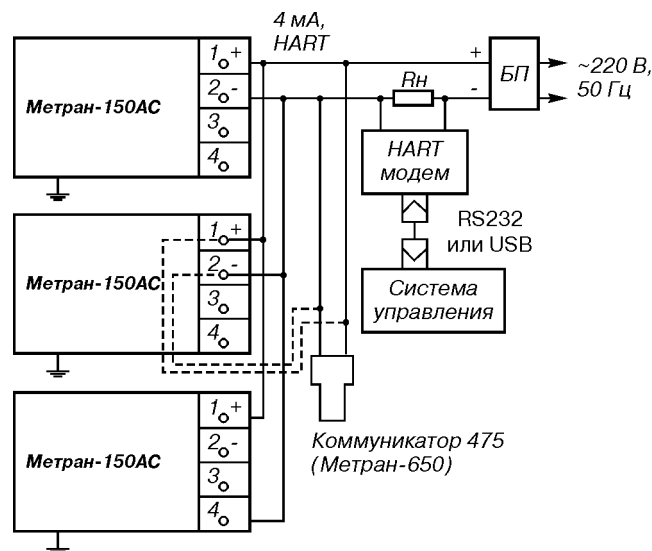 4 мА,
HART
Метран-150АС
1 +
2 -
3
4
+
-
Rн
БП
~220 В,
50 Гц
HART
модем
RS232
или USB
Система
управления
Метран-150АС
1 +
2 -
3
4
Коммуникатор 475
(Метран-650)
Метран-150АС
1 +
2 -
3
4